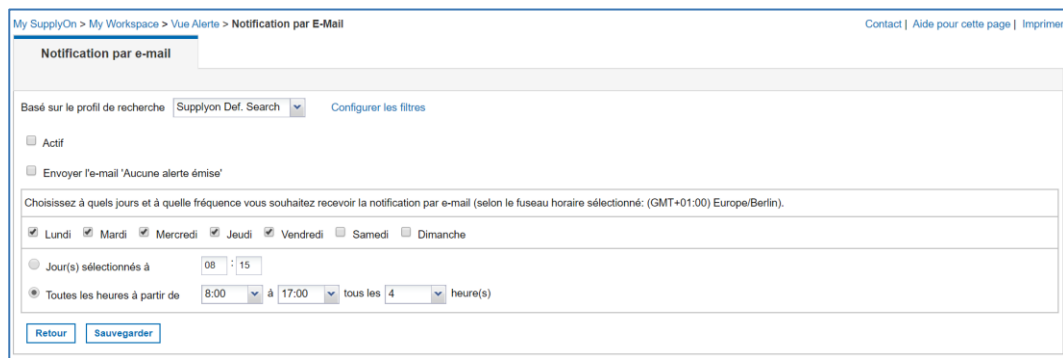 My SupplyOn > My Workspace > Vue Alerte > Notification par E-Mail Contact | Aide pour cette page | Imprimer
Notification par e-mail
Basé sur le profil de recherche Supplyon Def. Search Configurer les filtres
Actif
Envoyer l'e-mail 'Aucune alerte émise'
Choisissez à quels jours et à quelle fréquence vous souhaitez recevoir la notification par e-mail (selon le fuseau horaire sélectionné: (GMT+01:00) Europe/Berlin).
Lundi Mardi Mercredi Jeudi Vendredi Samedi Dimanche
Jour(s) sélectionnés à 08 : 15
Toutes les heures à partir de 8:00 á 17:00 tous les 4 heure(s)
Retour Sauvegarder